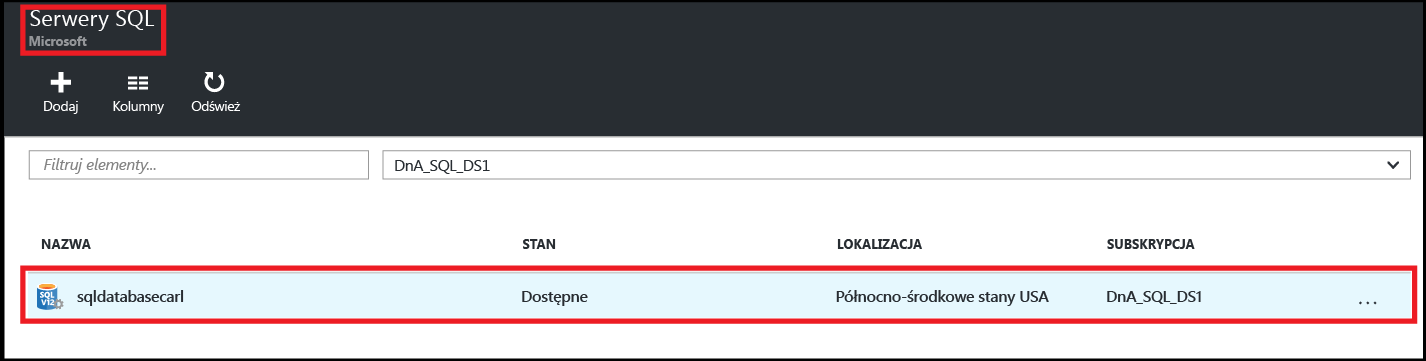 Serwery SQL
Microsoft
Dodaj Kolumny Odśwież
Filtruj elementy... DnA_SQL_DS1
NAZWA STAN LOKALIZACJA SUBSKRYPCJA
SQL V12 sqldatabasecarl Dostępne Północno-środkowe stany USA DnA_SQL_DS1 ...